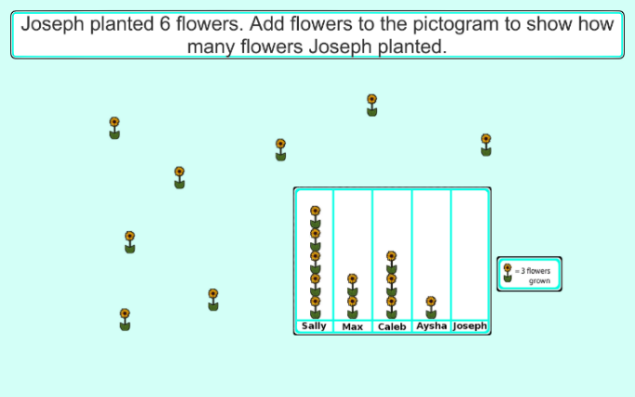 Joseph planted 6 flowers. Add flowers to the pictogram to show how
many flowers Joseph planted.
= 3 flowers
grown
Sally Max Caleb Aysha Joseph